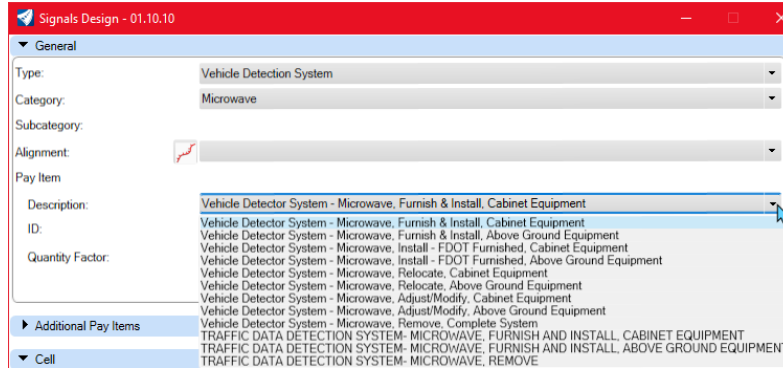 Signals Design - 01.10.10
General
Type: Vehicle Detection System
Category: Microwave
Subcategory:
Alignment:
Pay Item
Description: Vehicle Detector System - Microwave, Furnish & Install, Cabinet Equipment
ID:
Quantity Factor:
Vehicle Detector System - Microwave, Furnish & Install, Cabinet Equipment
Vehicle Detector System - Microwave, Furnish & Install, Above Ground Equipment
Vehicle Detector System - Microwave, Install - FDOT Furnished, Cabinet Equipment
Vehicle Detector System - Microwave, Install - FDOT Furnished, Above Ground Equipment
Vehicle Detector System - Microwave, Relocate, Cabinet Equipment
Vehicle Detector System - Microwave, Relocate, Above Ground Equipment
Vehicle Detector System - Microwave, Adjust/Modify, Cabinet Equipment
Vehicle Detector System - Microwave, Adjust/Modify, Above Ground Equipment
Vehicle Detector System - Microwave, Remove, Complete System
TRAFFIC DATA DETECTION SYSTEM- MICROWAVE, FURNISH AND INSTALL, CABINET EQUIPMENT
TRAFFIC DATA DETECTION SYSTEM- MICROWAVE, FURNISH AND INSTALL, ABOVE GROUND EQUIPMENT
TRAFFIC DATA DETECTION SYSTEM- MICROWAVE, REMOVE
Additional Pay Items
Cell